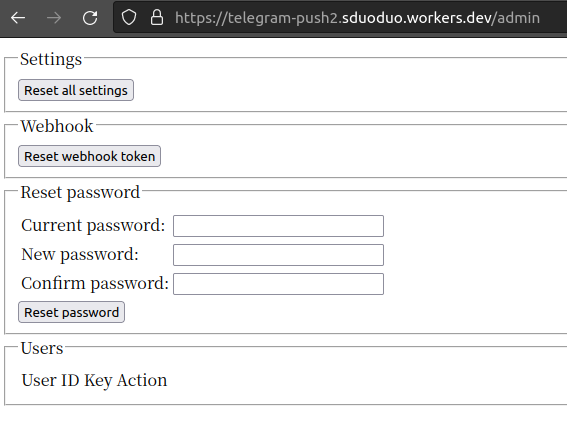 https://telegram-push2.sduoduo.workers.dev/admin
Settings
Reset all settings
Webhook
Reset webhook token
Reset password
Current password:
New password:
Confirm password:
Reset password
Users
User ID Key Action